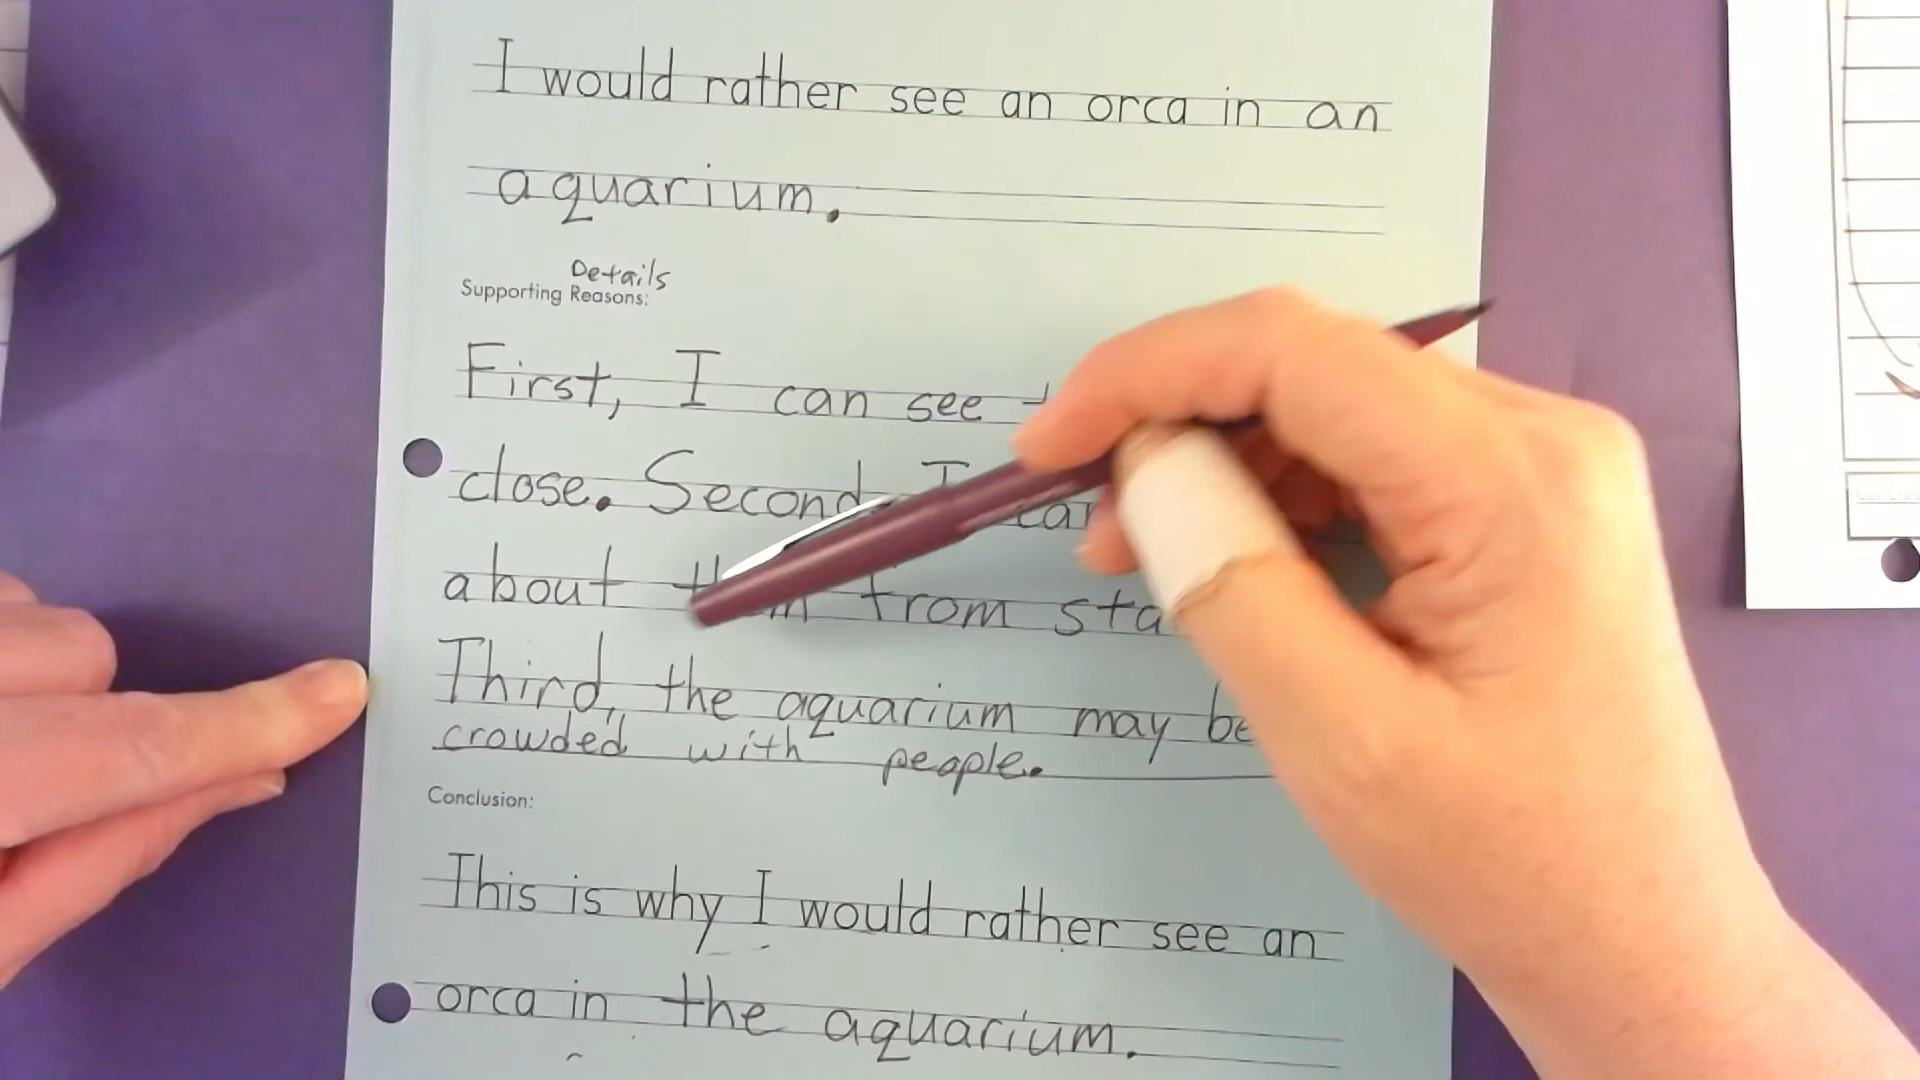 I would rather see an orca in an
aquarium.
Details
Supporting Reasons:
First, I can see
close. Second, I can
about from
Third, the aquarium may be
crowded with people.
Conclusion:
This is why I would rather see an
orca in the aquarium.